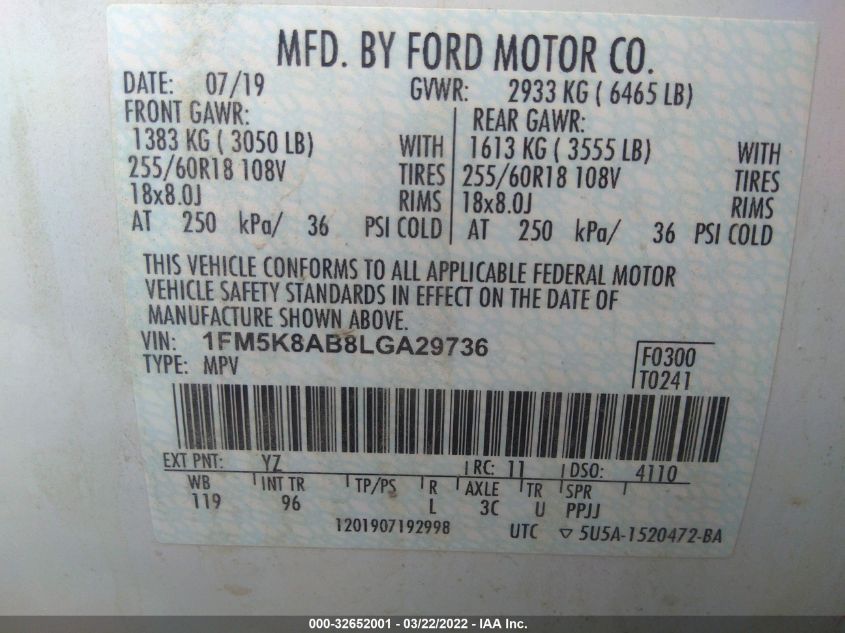 MFD. BY FORD MOTOR CO.
DATE: 07/19 GVWR: 2933 KG ( 6465 LB)
FRONT GAWR: REAR GAWR:
1383 KG ( 3050 LB) WITH 1613 KG ( 3555 LB) WITH
255/60R18 108V TIRES 255/60R18 108V TIRES
18x8.0J RIMS 18x8.0J RIMS
AT 250 kPa/ 36 PSI COLD AT 250 kPa/ 36 PSI COLD
THIS VEHICLE CONFORMS TO ALL APPLICABLE FEDERAL MOTOR
VEHICLE SAFETY STANDARDS IN EFFECT ON THE DATE OF
MANUFACTURE SHOWN ABOVE.
VIN: 1FM5K8AB8LGA29736 F0300
TYPE: MPV T0241
EXT PNT: YZ RC: 11 DSO: 4110
WB INT TR TP/PS R AXLE TR SPR
119 96 L 3C U PPJJ
1201907192998 UTC ▽ 5U5A-1520472-BA
000-32652001 - 03/22/2022 - IAA Inc.